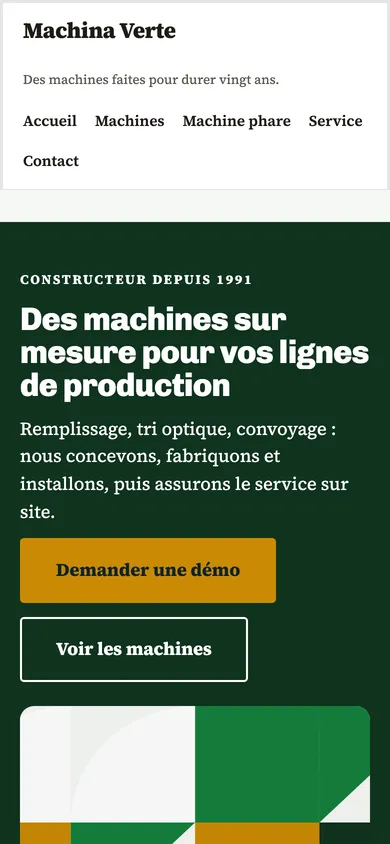 Machina Verte
Des machines faites pour durer vingt ans.
Accueil Machines Machine phare Service
Contact
CONSTRUCTEUR DEPUIS 1991
Des machines sur
mesure pour vos lignes
de production
Remplissage, tri optique, convoyage :
nous concevons, fabriquons et
installons, puis assurons le service sur
site.
Demander une démo
Voir les machines